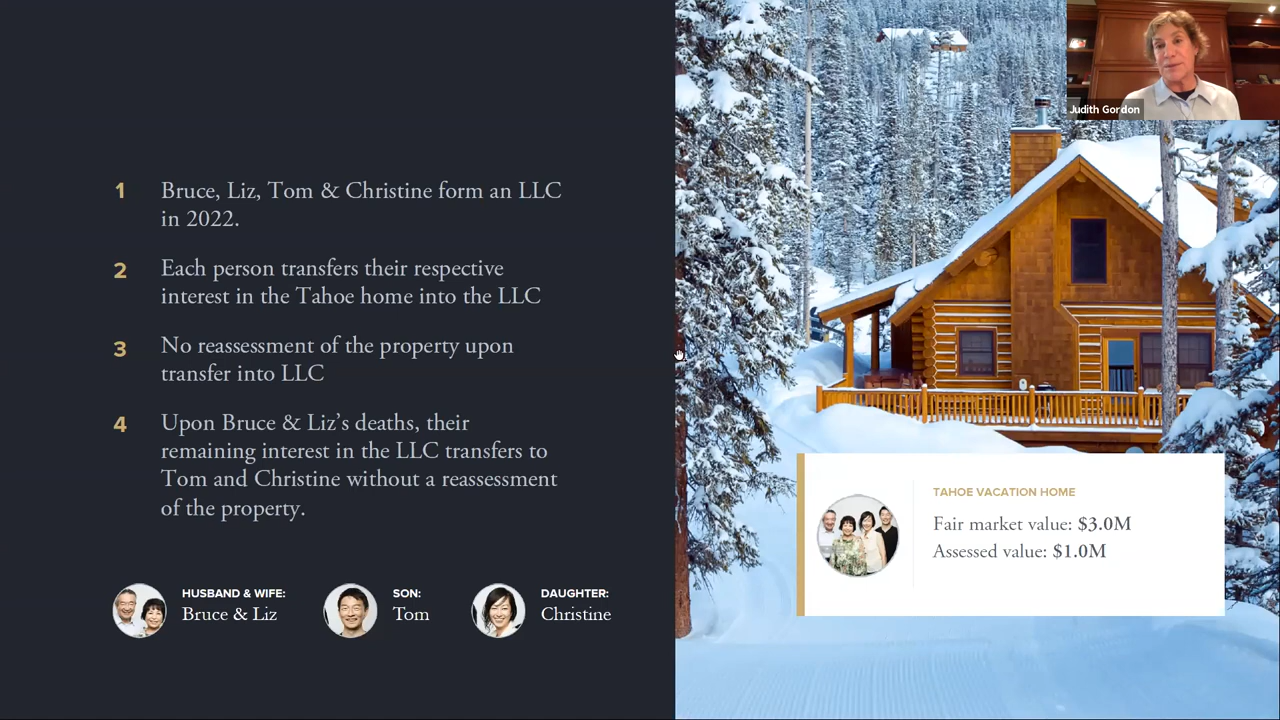 Judith Gordon
1
Bruce, Liz, Tom & Christine form an LLC
in 2022.
2
Each person transfers their respective
interest in the Tahoe home into the LLC
3
No reassessment of the property upon
transfer into LLC
4
Upon Bruce & Liz’s deaths, their
remaining interest in the LLC transfers to
Tom and Christine without a reassessment
of the property.
TAHOE VACATION HOME
Fair market value: $3.0M
Assessed value: $1.0M
HUSBAND & WIFE:
Bruce & Liz
SON:
Tom
DAUGHTER:
Christine